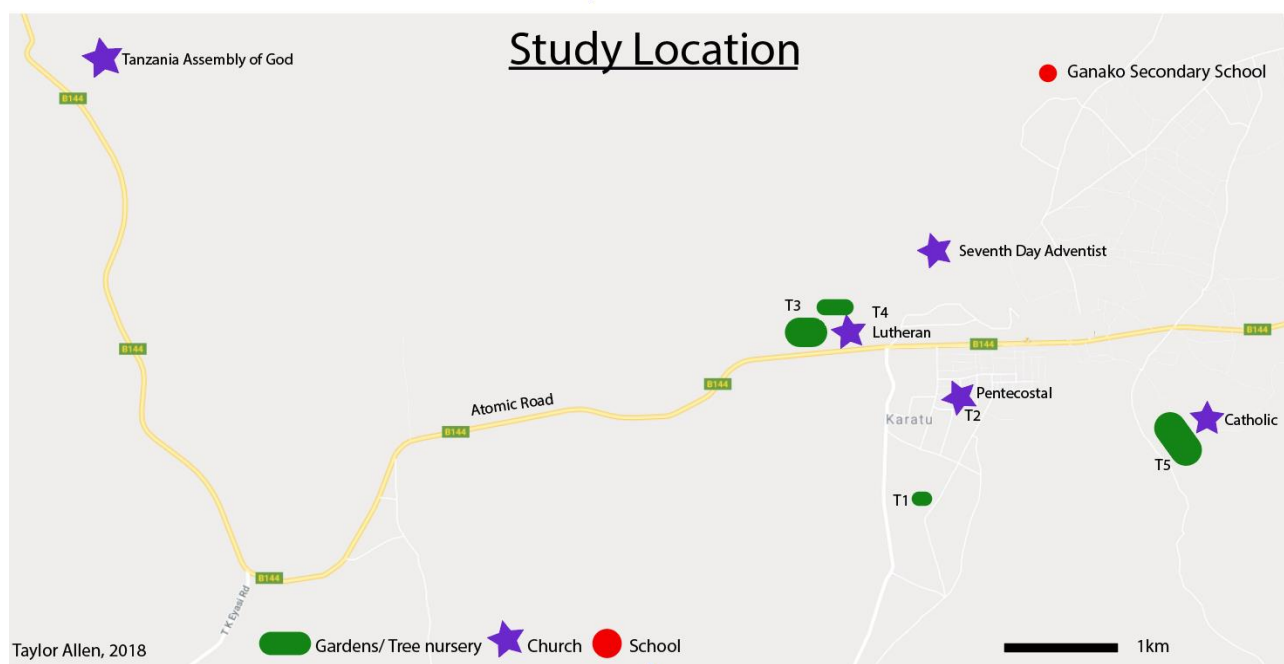 Study Location
Tanzania Assembly of God
Ganako Secondary School
B144
Seventh Day Adventist
T3
T4
Lutheran
B144
B144
B144
B144
Atomic Road
Pentecostal
T2
Karatu
Catholic
B144
T5
T1
B144
T K Eyasi Rd
Taylor Allen, 2018
Gardens/ Tree nursery
Church
School
1km